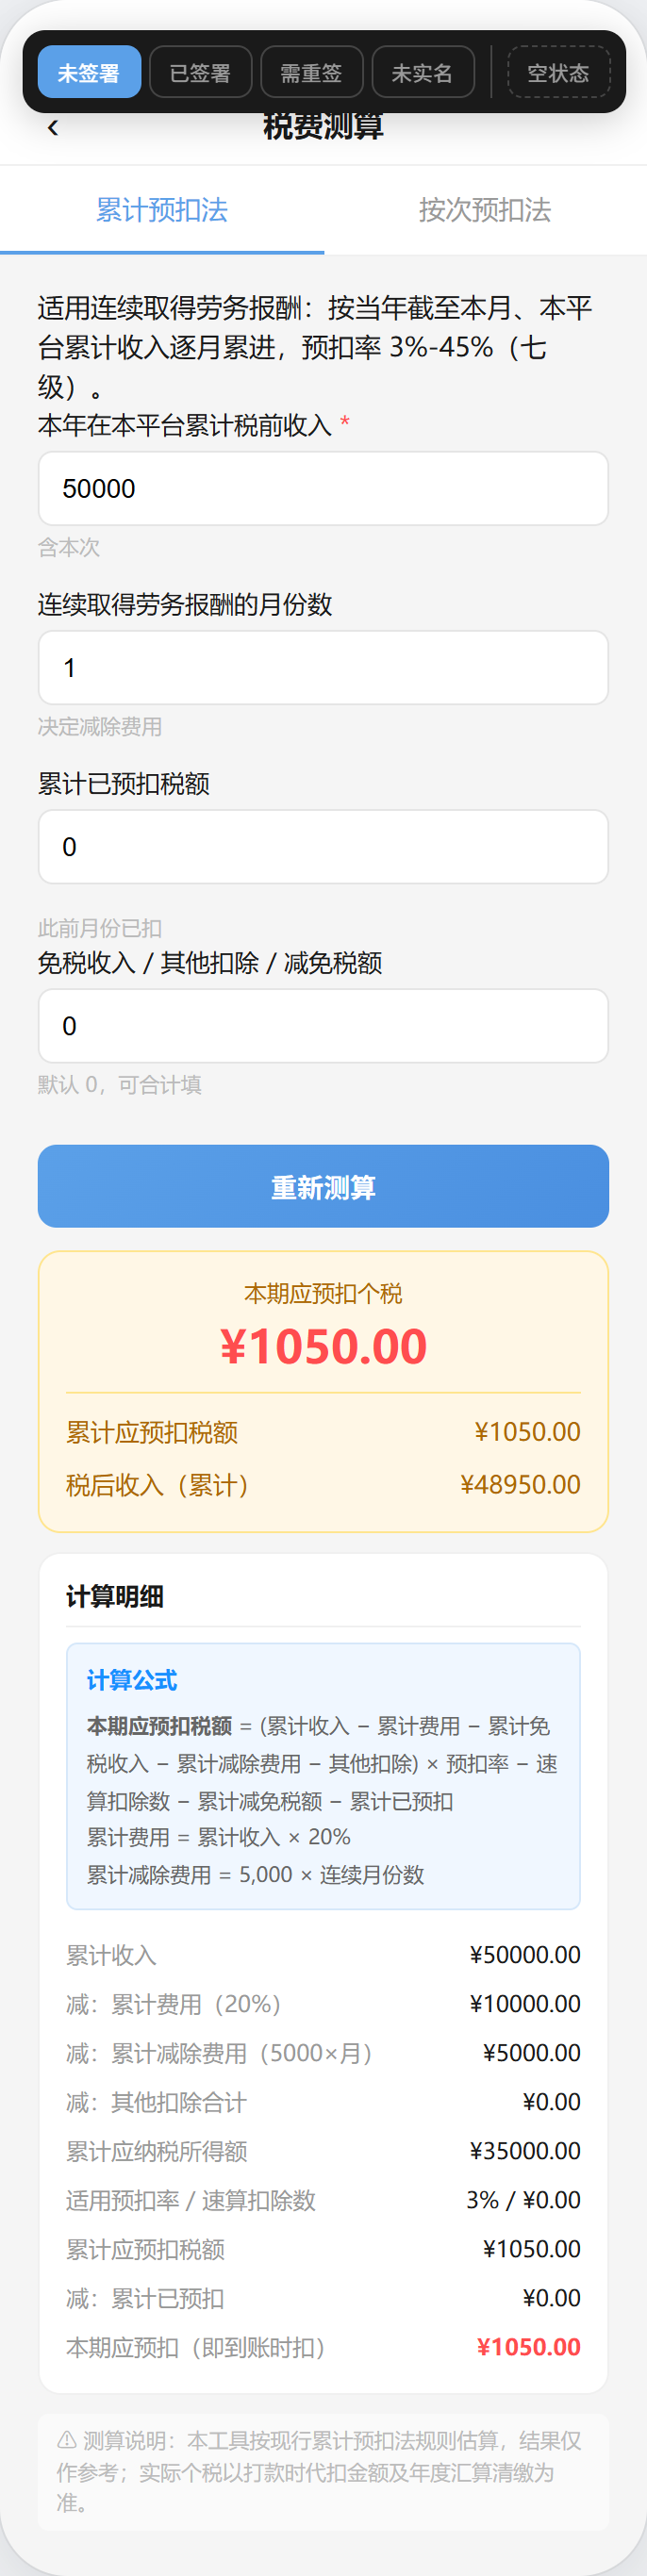 未签署 已签署 需重签 未实名 空状态
‹ 税费测算
累计预扣法 按次预扣法
适用连续取得劳务报酬：按当年截至本月、本平
台累计收入逐月累进，预扣率 3%-45%（七
级）。
本年在本平台累计税前收入 *
50000
含本次
连续取得劳务报酬的月份数
1
决定减除费用
累计已预扣税额
0
此前月份已扣
免税收入 / 其他扣除 / 减免税额
0
默认 0，可合计填
重新测算
本期应预扣个税
¥1050.00
累计应预扣税额 ¥1050.00
税后收入（累计） ¥48950.00
计算明细
计算公式
本期应预扣税额 = (累计收入 − 累计费用 − 累计免
税收入 − 累计减除费用 − 其他扣除) × 预扣率 − 速
算扣除数 − 累计减免税额 − 累计已预扣
累计费用 = 累计收入 × 20%
累计减除费用 = 5,000 × 连续月份数
累计收入 ¥50000.00
减：累计费用（20%） ¥10000.00
减：累计减除费用（5000×月） ¥5000.00
减：其他扣除合计 ¥0.00
累计应纳税所得额 ¥35000.00
适用预扣率 / 速算扣除数 3% / ¥0.00
累计应预扣税额 ¥1050.00
减：累计已预扣 ¥0.00
本期应预扣（即到账时扣） ¥1050.00
⚠ 测算说明：本工具按现行累计预扣法规则估算，结果仅
作参考；实际个税以打款时代扣金额及年度汇算清缴为
准。